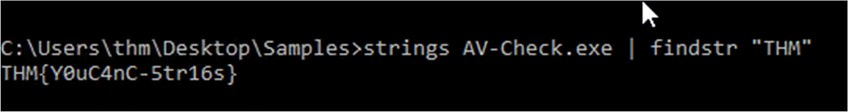 C:\Users\thm\Desktop\Samples>strings AV-Check.exe | findstr "THM"
THM{Y0uC4nC-5tr16s}